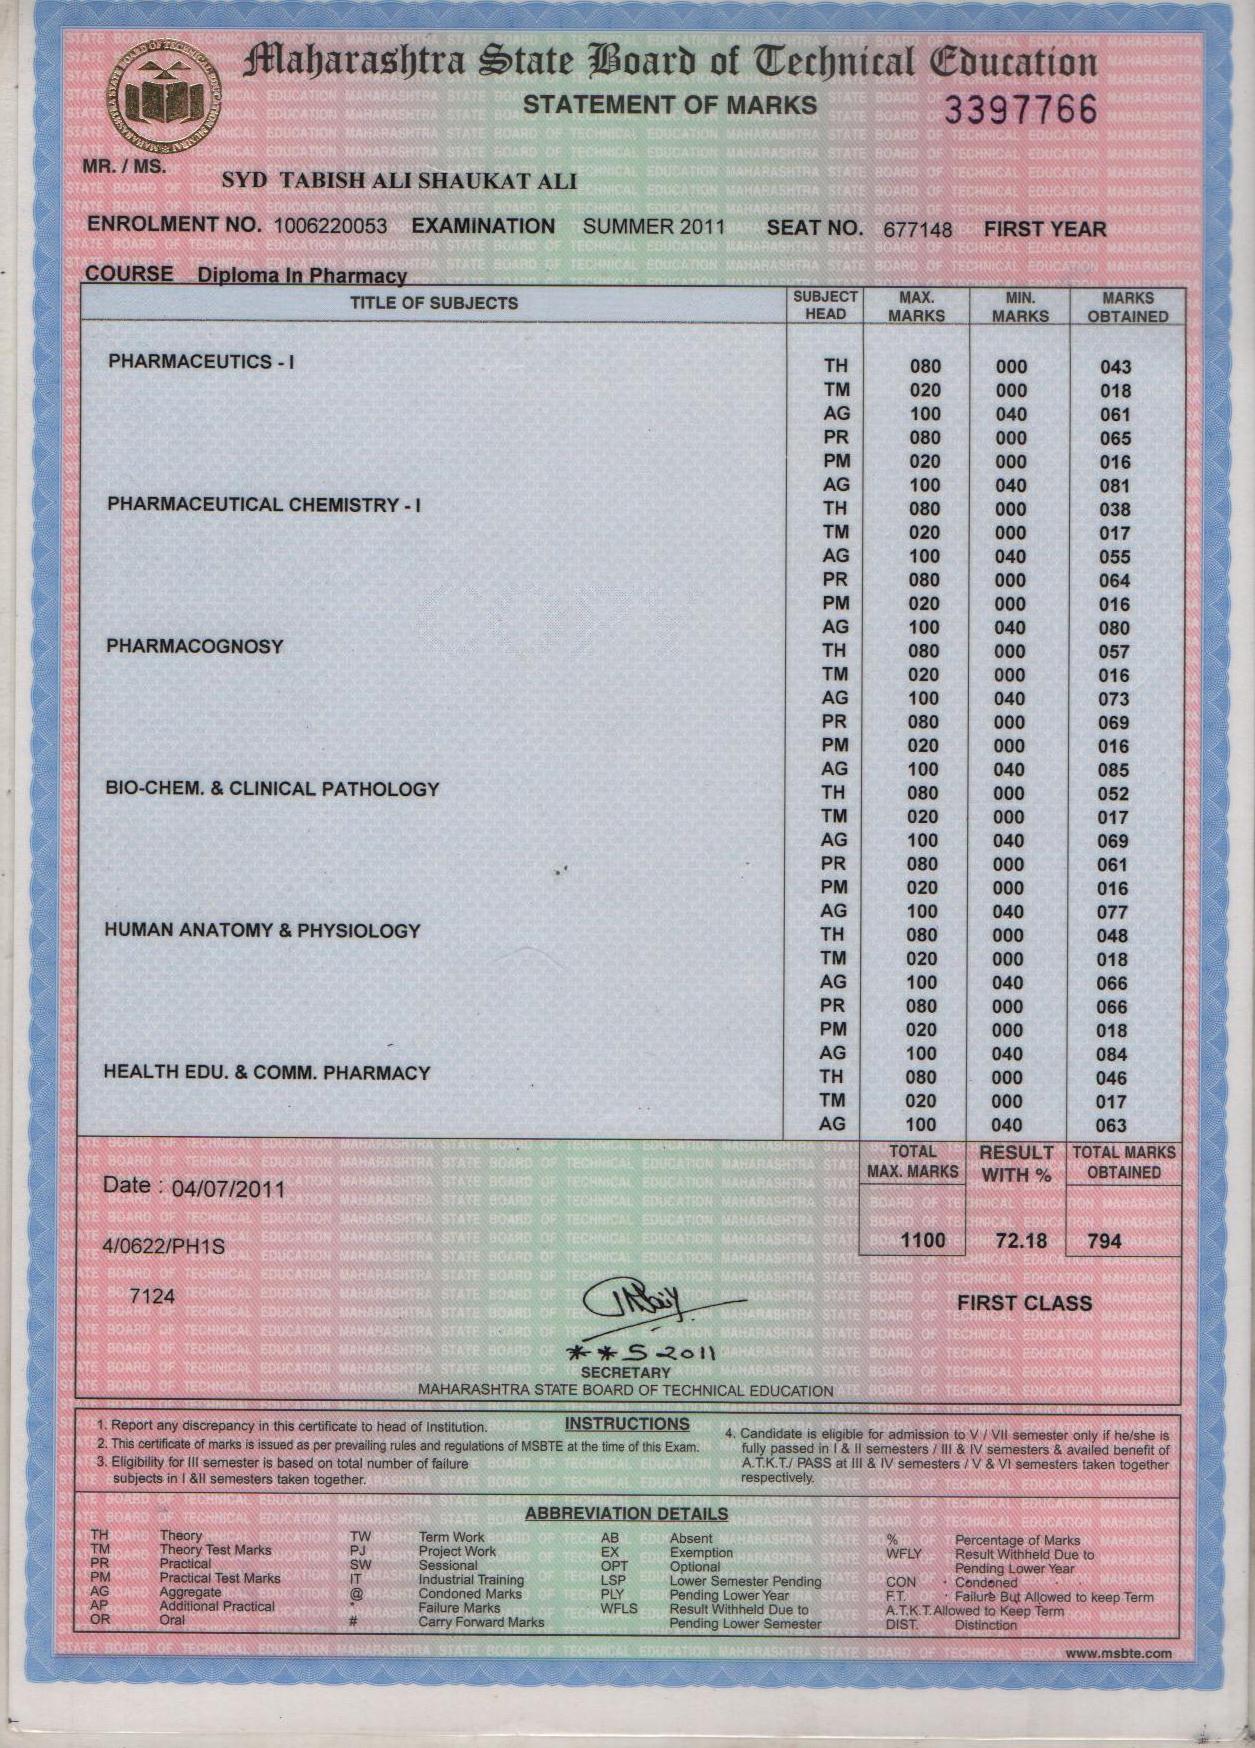 Maharashtra State Board of Technical Education
STATEMENT OF MARKS 3397766
MR. / MS. SYD TABISH ALI SHAUKAT ALI
ENROLMENT NO. 1006220053 EXAMINATION SUMMER 2011 SEAT NO. 677148 FIRST YEAR
COURSE Diploma In Pharmacy
TITLE OF SUBJECTS SUBJECT HEAD MAX. MARKS MIN. MARKS MARKS OBTAINED
PHARMACEUTICS - I TH 080 000 043
TM 020 000 018
AG 100 040 061
PR 080 000 065
PM 020 000 016
AG 100 040 081
PHARMACEUTICAL CHEMISTRY - I TH 080 000 038
TM 020 000 017
AG 100 040 055
PR 080 000 064
PM 020 000 016
AG 100 040 080
PHARMACOGNOSY TH 080 000 057
TM 020 000 016
AG 100 040 073
PR 080 000 069
PM 020 000 016
AG 100 040 085
BIO-CHEM. & CLINICAL PATHOLOGY TH 080 000 052
TM 020 000 017
AG 100 040 069
PR 080 000 061
PM 020 000 016
AG 100 040 077
HUMAN ANATOMY & PHYSIOLOGY TH 080 000 048
TM 020 000 018
AG 100 040 066
PR 080 000 066
PM 020 000 018
AG 100 040 084
HEALTH EDU. & COMM. PHARMACY TH 080 000 046
TM 020 000 017
AG 100 040 063
TOTAL MAX. MARKS RESULT WITH % TOTAL MARKS OBTAINED
Date : 04/07/2011
4/0622/PH1S 1100 72.18 794
7124 FIRST CLASS
**5-2011
SECRETARY
MAHARASHTRA STATE BOARD OF TECHNICAL EDUCATION
INSTRUCTIONS
1. Report any discrepancy in this certificate to head of Institution.
2. This certificate of marks is issued as per prevailing rules and regulations of MSBTE at the time of this Exam.
3. Eligibility for III semester is based on total number of failure
subjects in I &II semesters taken together.
4. Candidate is eligible for admission to V / VII semester only if he/she is
fully passed in I & II semesters / III & IV semesters & availed benefit of
A.T.K.T./ PASS at III & IV semesters / V & VI semesters taken together
respectively.
ABBREVIATION DETAILS
TH Theory TW Term Work AB Absent % Percentage of Marks
TM Theory Test Marks PJ Project Work EX Exemption WFLY Result Withheld Due to
PR Practical SW Sessional OPT Optional Pending Lower Year
PM Practical Test Marks IT Industrial Training LSP Lower Semester Pending CON Condened
AG Aggregate @ Condoned Marks PLY Pending Lower Year F.T. Failure But Allowed to keep Term
AP Additional Practical * Failure Marks WFLS Result Withheld Due to A.T.K.T. Allowed to Keep Term
OR Oral # Carry Forward Marks Pending Lower Semester DIST. Distinction
www.msbte.com